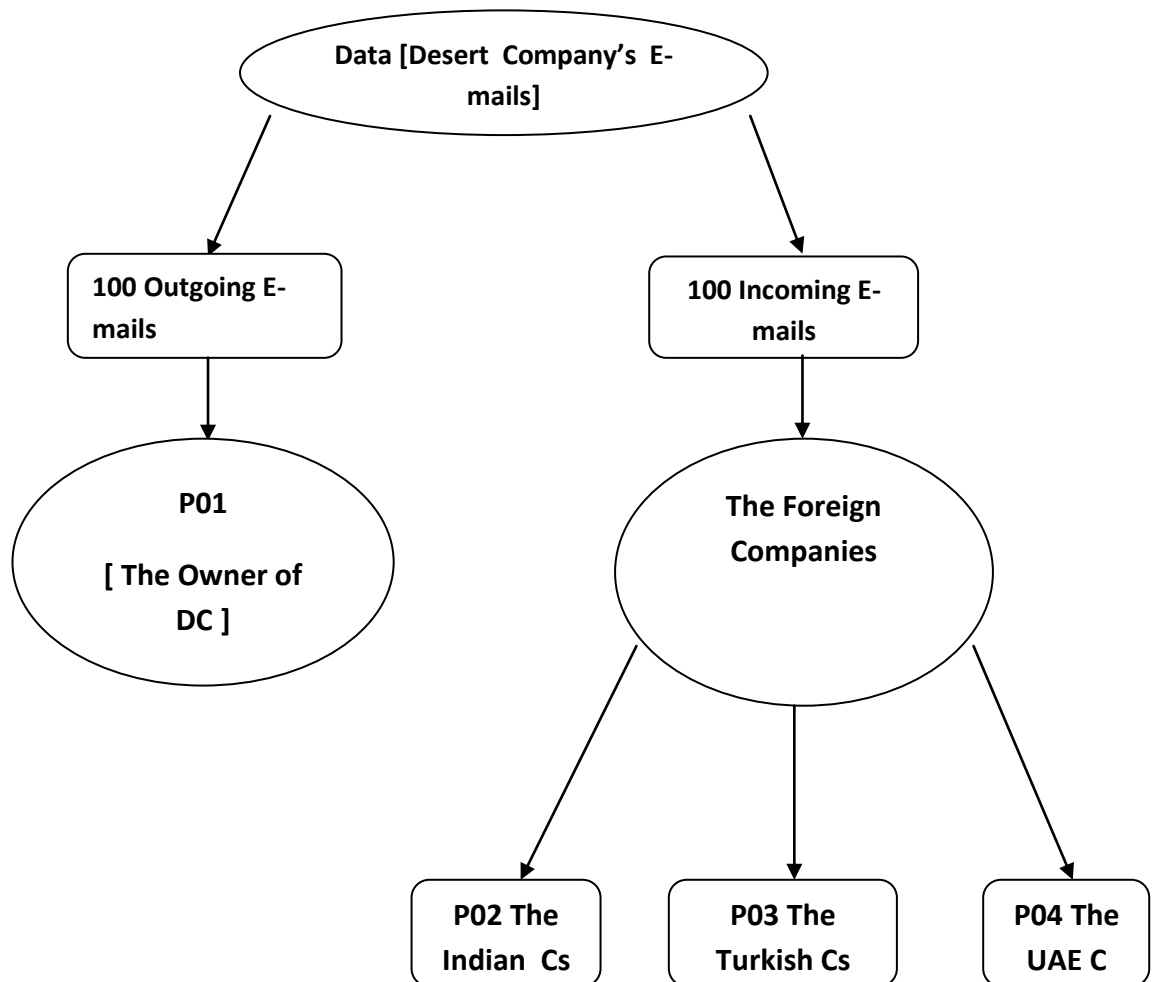 Data [Desert Company’s E-
mails]
100 Outgoing E-
mails
100 Incoming E-
mails
P01
[ The Owner of
DC ]
The Foreign
Companies
P02 The
Indian Cs
P03 The
Turkish Cs
P04 The
UAE C